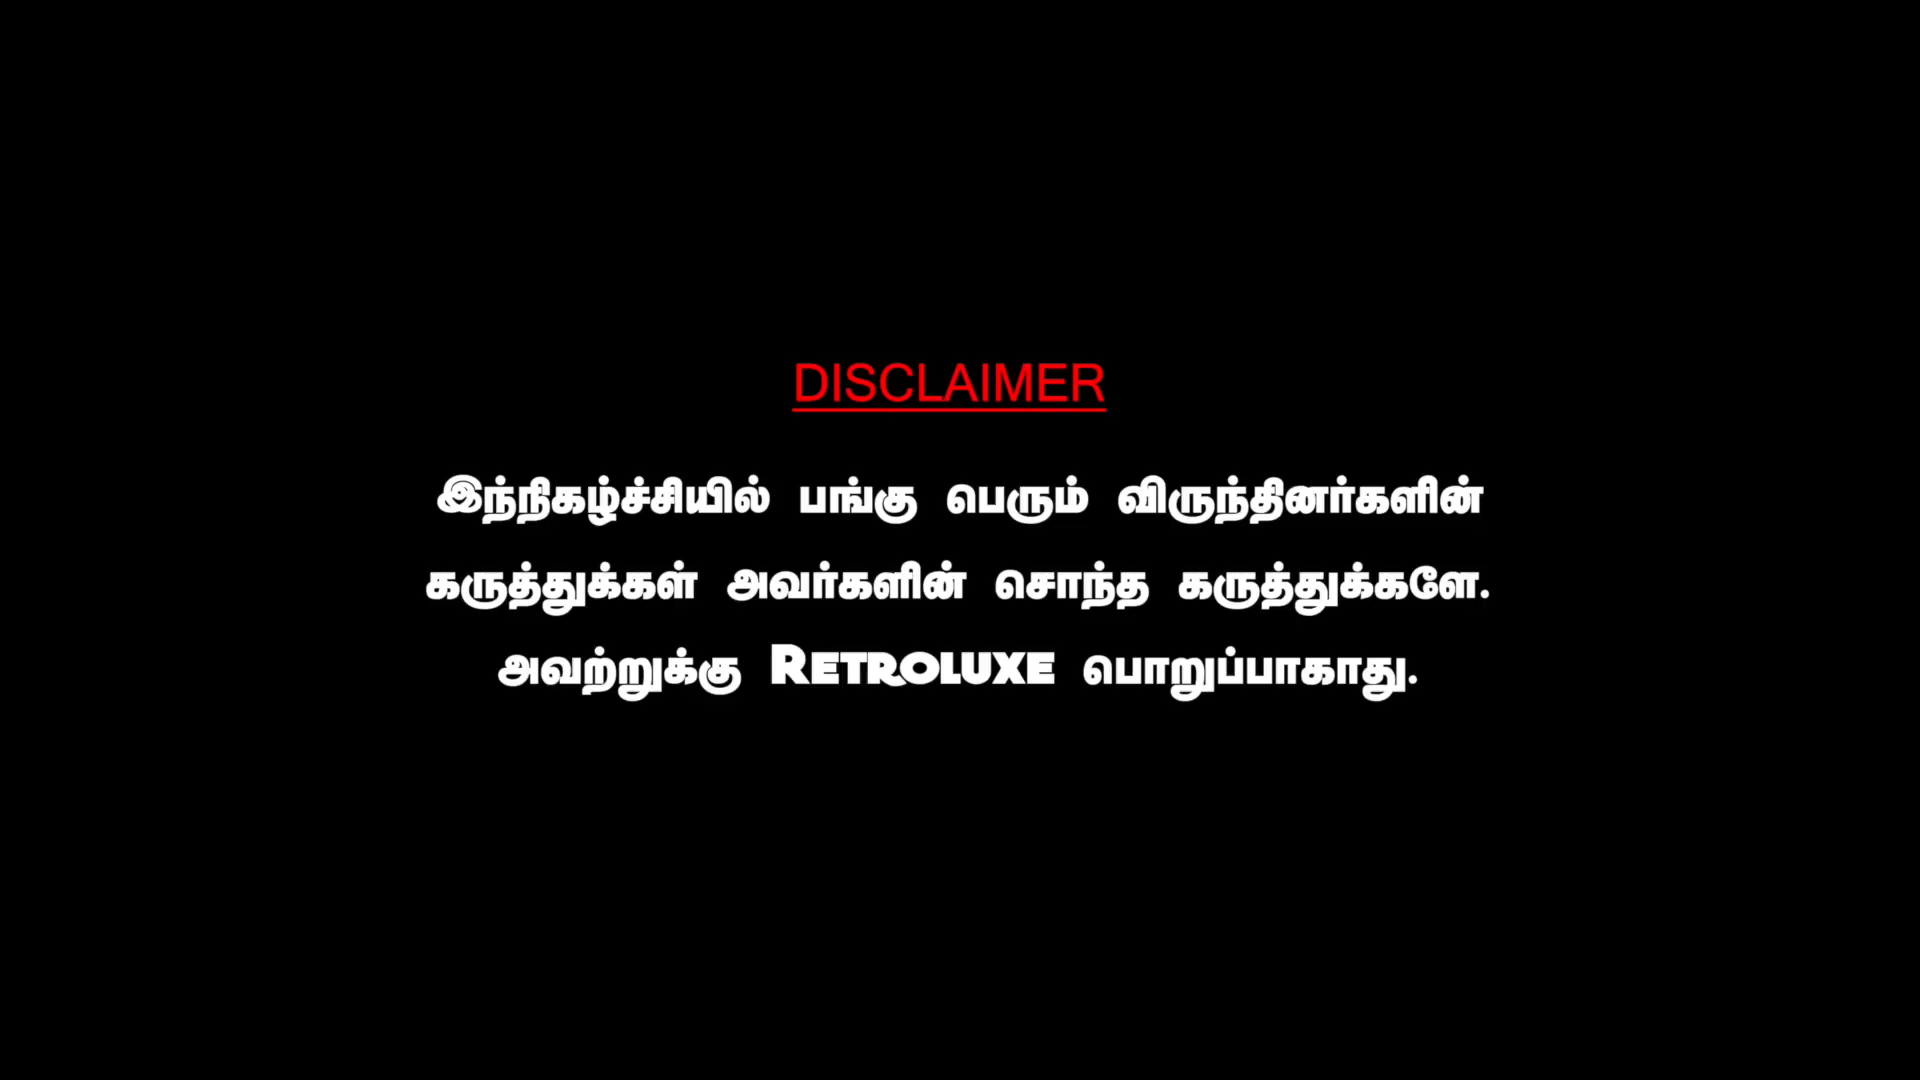 DISCLAIMER
இந்நிகழ்ச்சியில் பங்கு பெரும் விருந்தினர்களின்
கருத்துக்கள் அவர்களின் சொந்த கருத்துக்களே.
அவற்றுக்கு RETROLUXE பொறுப்பாகாது.